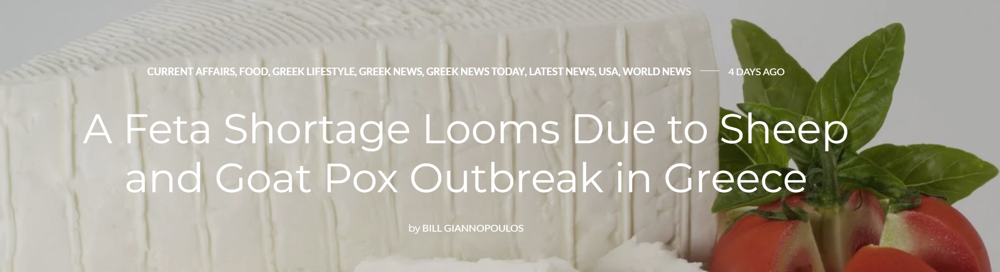 CURRENT AFFAIRS, FOOD, GREEK LIFESTYLE, GREEK NEWS, GREEK NEWS TODAY, LATEST NEWS, USA, WORLD NEWS — 4 DAYS AGO
A Feta Shortage Looms Due to Sheep
and Goat Pox Outbreak in Greece
by BILL GIANNOPOULOS